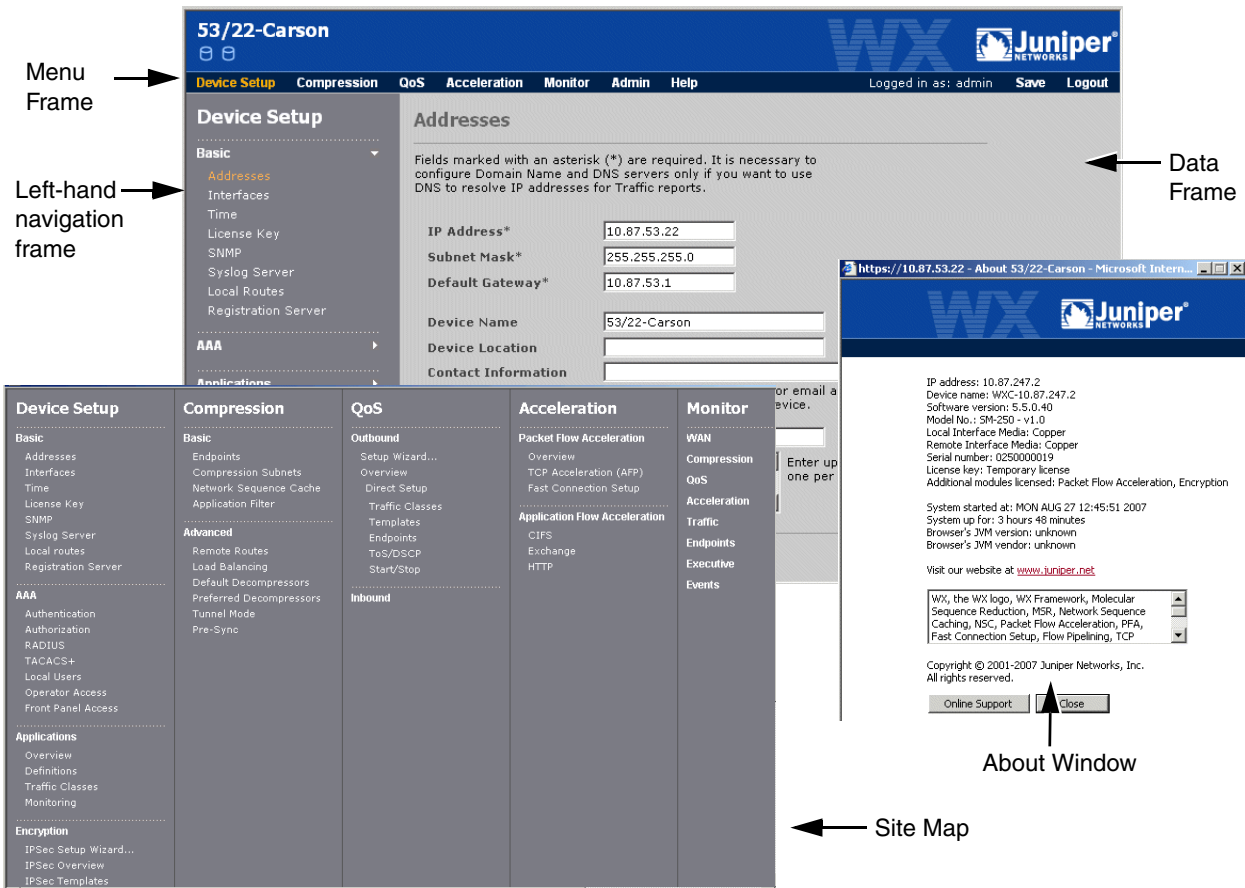 53/22-Carson
WX
Juniper
NETWORKS
Menu
Frame
Device Setup Compression QoS Acceleration Monitor Admin Help Logged in as: admin Save Logout
Device Setup
Basic
Addresses
Interfaces
Time
License Key
SNMP
Syslog Server
Local Routes
Registration Server
AAA
Applications
Left-hand
navigation
frame
Addresses
Fields marked with an asterisk (*) are required. It is necessary to
configure Domain Name and DNS servers only if you want to use
DNS to resolve IP addresses for Traffic reports.
IP Address* 10.87.53.22
Subnet Mask* 255.255.255.0
Default Gateway* 10.87.53.1
Device Name 53/22-Carson
Device Location
Contact Information
or email a
evice.
Enter up
one per
Data
Frame
https://10.87.53.22 - About 53/22-Carson - Microsoft Intern...
WX
Juniper
NETWORKS
IP address: 10.87.247.2
Device name: WXC-10.87.247.2
Software version: 5.5.0.40
Model No.: SM-250 - v1.0
Local Interface Media: Copper
Remote Interface Media: Copper
Serial number: 0250000019
License key: Temporary license
Additional modules licensed: Packet Flow Acceleration, Encryption
System started at: MON AUG 27 12:45:51 2007
System up for: 3 hours 48 minutes
Browser's JVM version: unknown
Browser's JVM vendor: unknown
Visit our website at www.juniper.net
WX, the WX logo, WX Framework, Molecular
Sequence Reduction, MSR, Network Sequence
Caching, NSC, Packet Flow Acceleration, PFA,
Fast Connection Setup, Flow Pipelining, TCP
Copyright © 2001-2007 Juniper Networks, Inc.
All rights reserved.
Online Support Close
About Window
Device Setup
Basic
Addresses
Interfaces
Time
License Key
SNMP
Syslog Server
Local routes
Registration Server
AAA
Authentication
Authorization
RADIUS
TACACS+
Local Users
Operator Access
Front Panel Access
Applications
Overview
Definitions
Traffic Classes
Monitoring
Encryption
IPSec Setup Wizard...
IPSec Overview
IPSec Templates
Compression
Basic
Endpoints
Compression Subnets
Network Sequence Cache
Application Filter
Advanced
Remote Routes
Load Balancing
Default Decompressors
Preferred Decompressors
Tunnel Mode
Pre-Sync
QoS
Outbound
Setup Wizard...
Overview
Direct Setup
Traffic Classes
Templates
Endpoints
ToS/DSCP
Start/Stop
Inbound
Acceleration
Packet Flow Acceleration
Overview
TCP Acceleration (AFP)
Fast Connection Setup
Application Flow Acceleration
CIFS
Exchange
HTTP
Monitor
WAN
Compression
QoS
Acceleration
Traffic
Endpoints
Executive
Events
Site Map